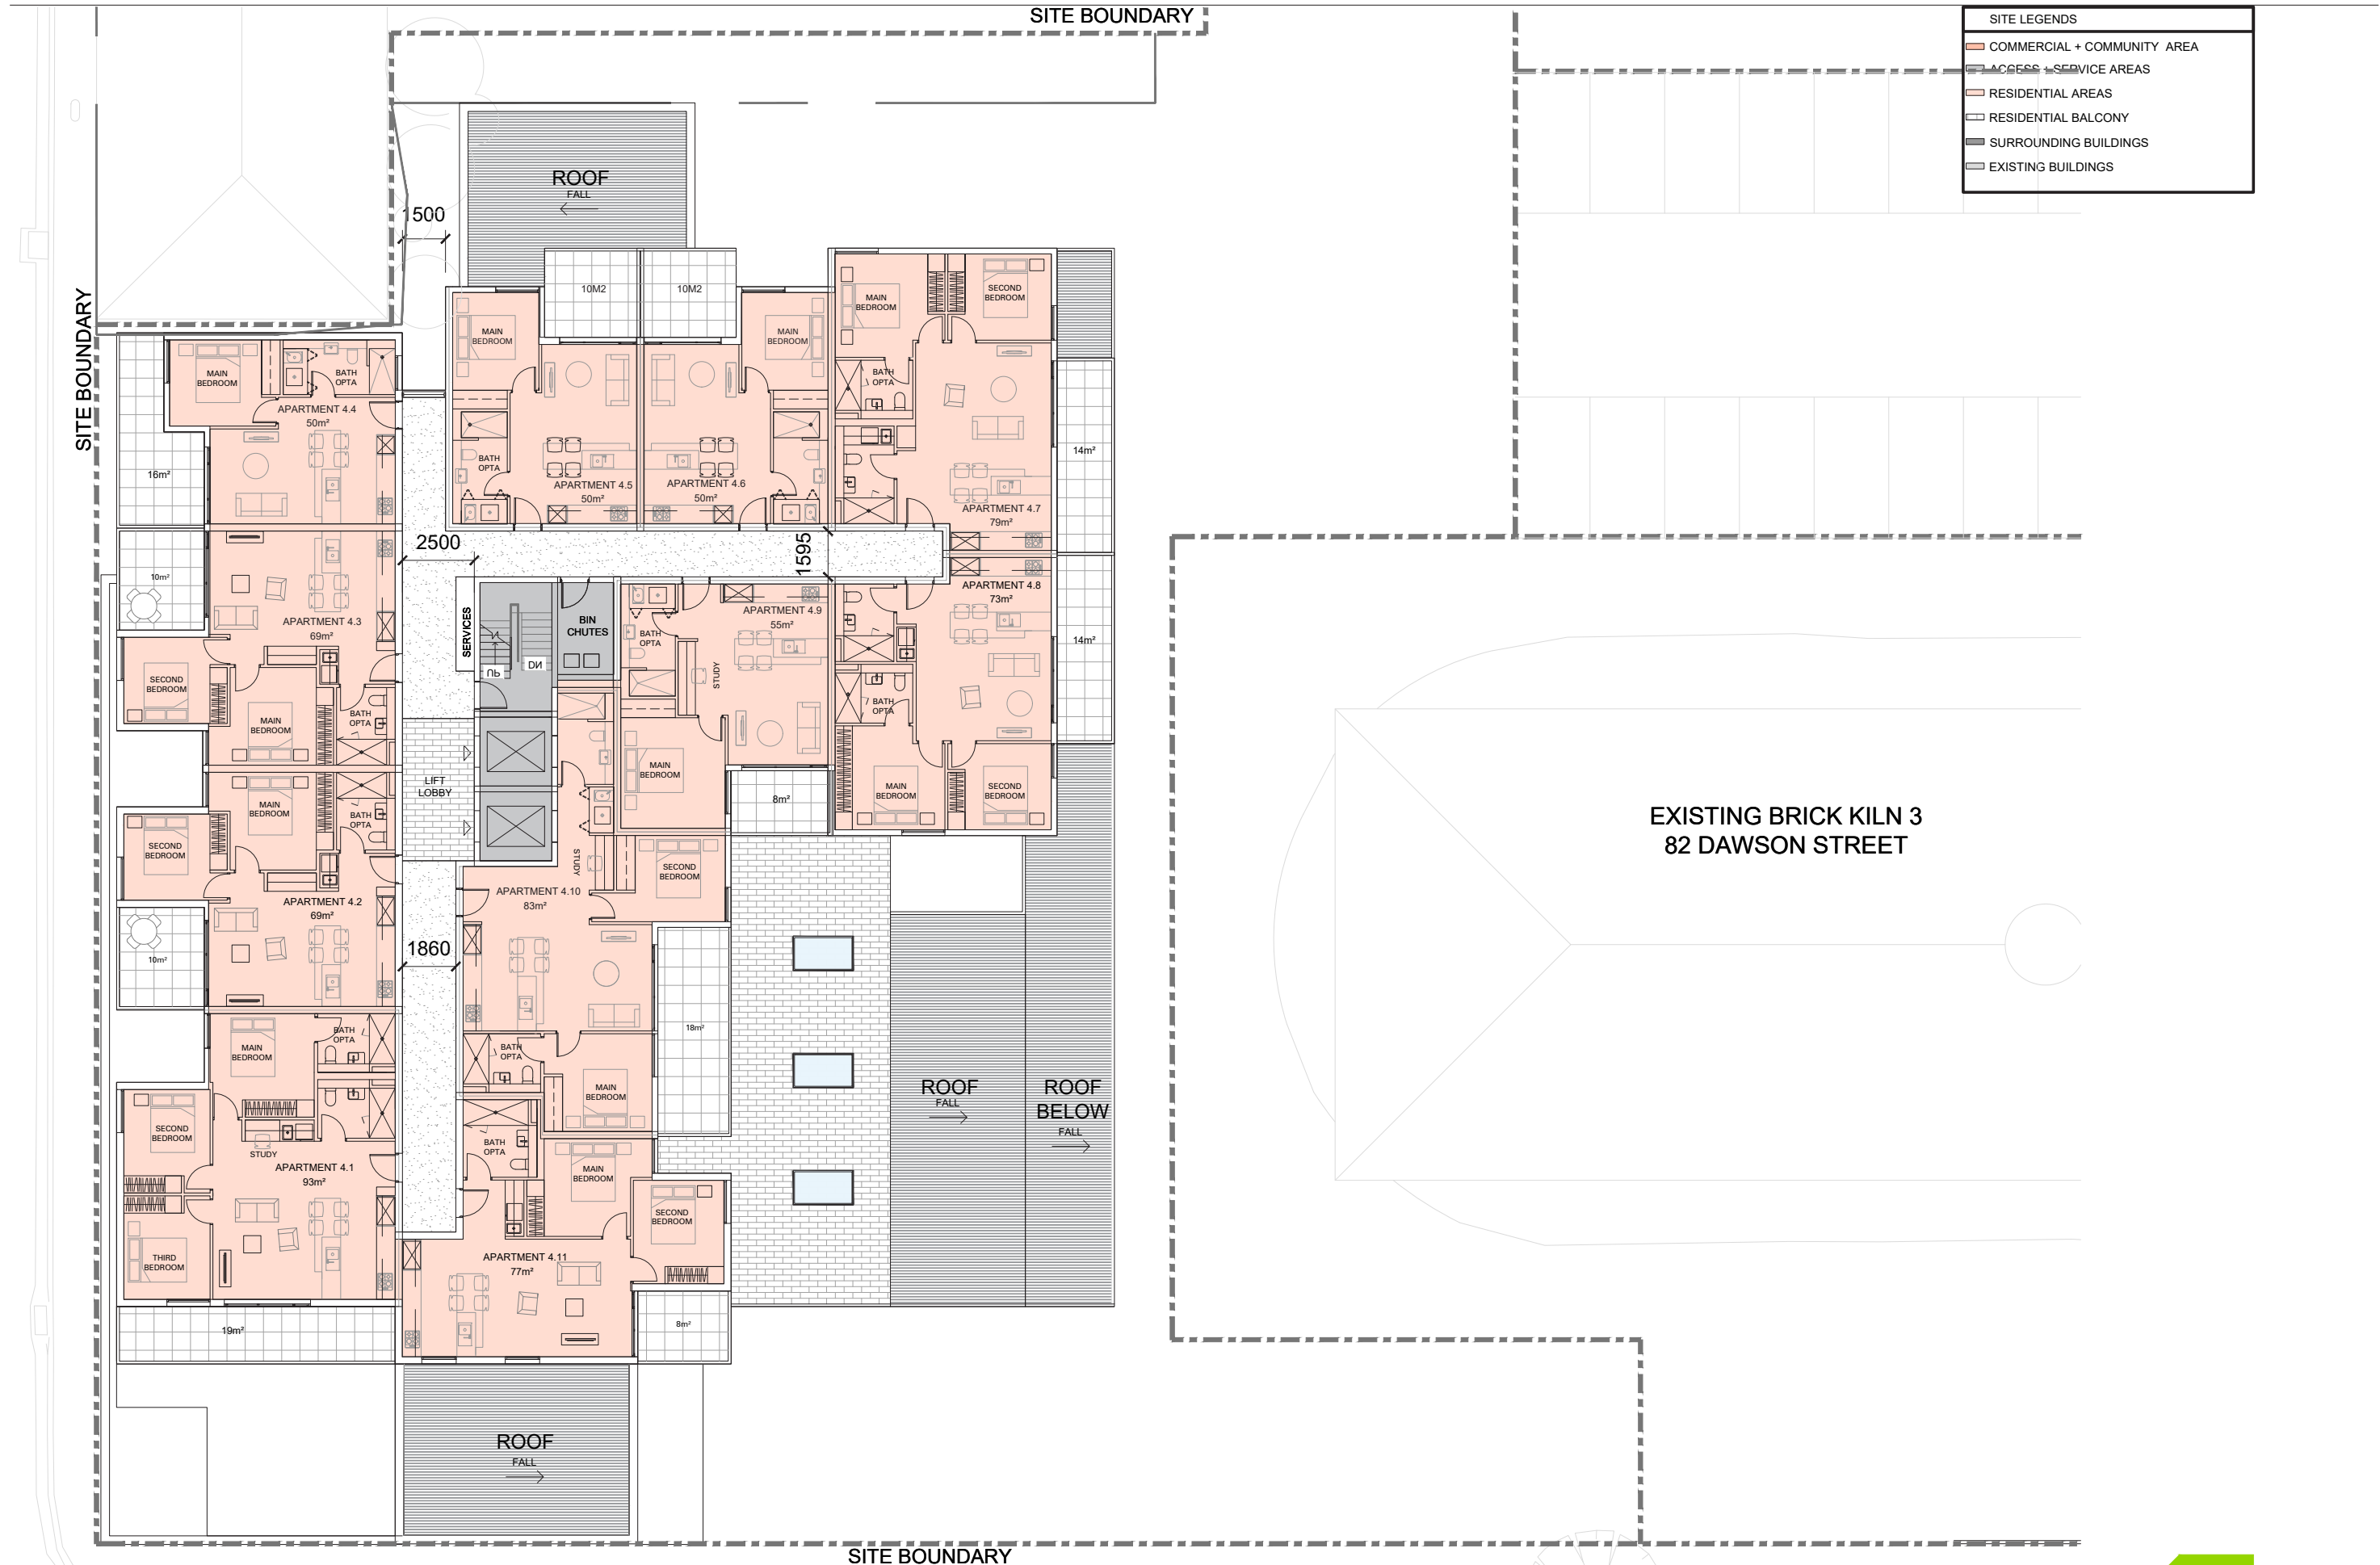 SITE BOUNDARY
SITE LEGENDS
COMMERCIAL + COMMUNITY AREA
ACCESS + SERVICE AREAS
RESIDENTIAL AREAS
RESIDENTIAL BALCONY
SURROUNDING BUILDINGS
EXISTING BUILDINGS
ROOF
FALL
1500
SITE BOUNDARY
10M2
10M2
MAIN
BEDROOM
MAIN
BEDROOM
MAIN
BEDROOM
SECOND
BEDROOM
MAIN
BEDROOM
BATH
OPTA
BATH
OPTA
APARTMENT 4.4
50m²
16m²
BATH
OPTA
APARTMENT 4.5
50m²
APARTMENT 4.6
50m²
14m²
APARTMENT 4.7
79m²
2500
1595
10m²
APARTMENT 4.3
69m²
SERVICES
BIN
CHUTES
UP
DN
BATH
OPTA
STUDY
APARTMENT 4.9
55m²
APARTMENT 4.8
73m²
14m²
SECOND
BEDROOM
MAIN
BEDROOM
BATH
OPTA
BATH
OPTA
LIFT
LOBBY
MAIN
BEDROOM
8m²
MAIN
BEDROOM
SECOND
BEDROOM
MAIN
BEDROOM
BATH
OPTA
SECOND
BEDROOM
EXISTING BRICK KILN 3
82 DAWSON STREET
STUDY
SECOND
BEDROOM
APARTMENT 4.2
69m²
APARTMENT 4.10
83m²
10m²
1860
18m²
MAIN
BEDROOM
BATH
OPTA
BATH
OPTA
MAIN
BEDROOM
ROOF
FALL
ROOF
BELOW
FALL
SECOND
BEDROOM
STUDY
BATH
OPTA
APARTMENT 4.1
93m²
MAIN
BEDROOM
SECOND
BEDROOM
THIRD
BEDROOM
APARTMENT 4.11
77m²
19m²
8m²
ROOF
FALL
SITE BOUNDARY